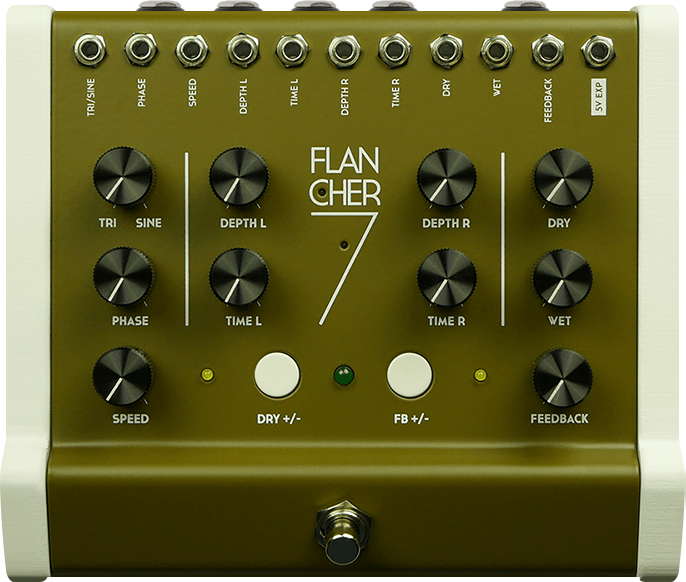 TRI/SINE
PHASE
SPEED
DEPTH L
TIME L
DEPTH R
TIME R
DRY
WET
FEEDBACK
5V EXP
FLAN
CHER
7
TRI SINE
DEPTH L
DEPTH R
DRY
PHASE
TIME L
TIME R
WET
SPEED
DRY +/-
FB +/-
FEEDBACK